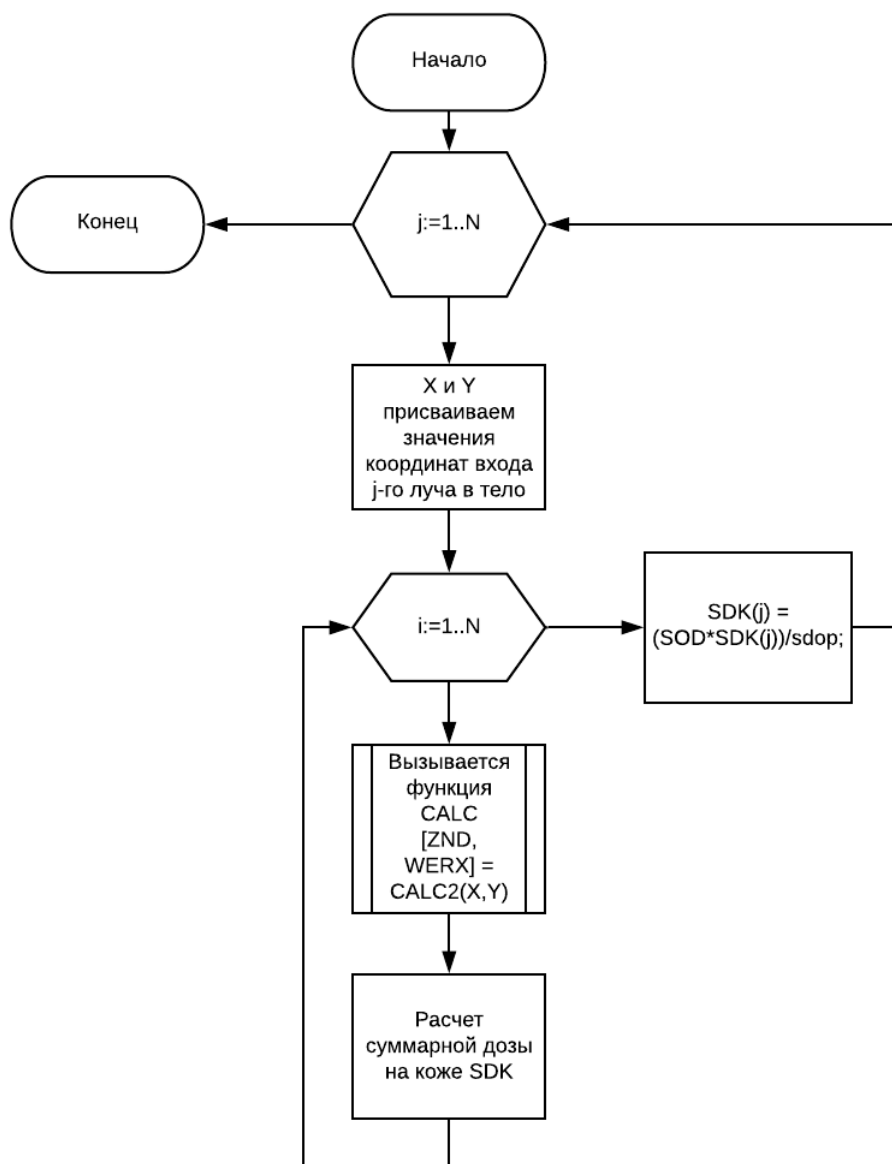 Начало
Конец
j:=1..N
X и Y
присваиваем
значения
координат входа
j-го луча в тело
i:=1..N
SDK(j) =
(SOD*SDK(j))/sdop;
Вызывается
функция
CALC
[ZND,
WERX] =
CALC2(X,Y)
Расчет
суммарной дозы
на коже SDK